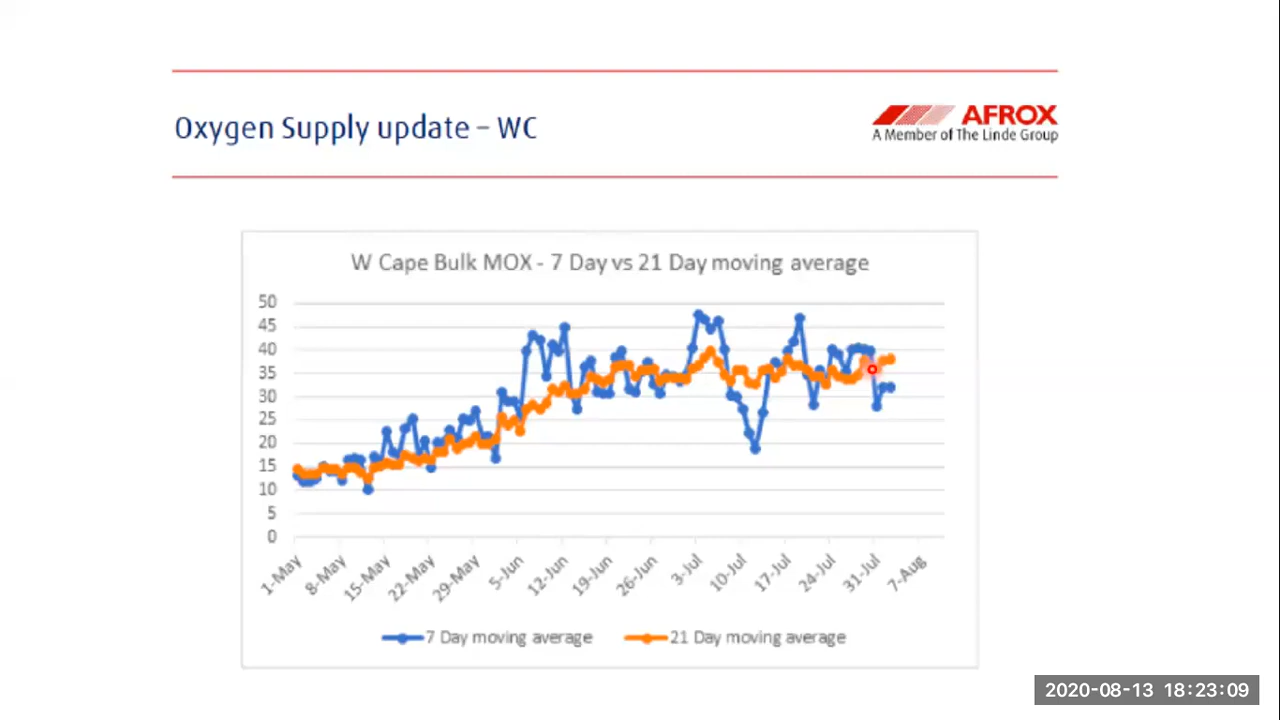 Oxygen Supply update – WC
AFROX
A Member of The Linde Group
W Cape Bulk MOX - 7 Day vs 21 Day moving average
50
45
40
35
30
25
20
15
10
5
0
1-May
8-May
15-May
22-May
29-May
5-Jun
12-Jun
19-Jun
26-Jun
3-Jul
10-Jul
17-Jul
24-Jul
31-Jul
7-Aug
7 Day moving average
21 Day moving average
2020-08-13 18:23:09